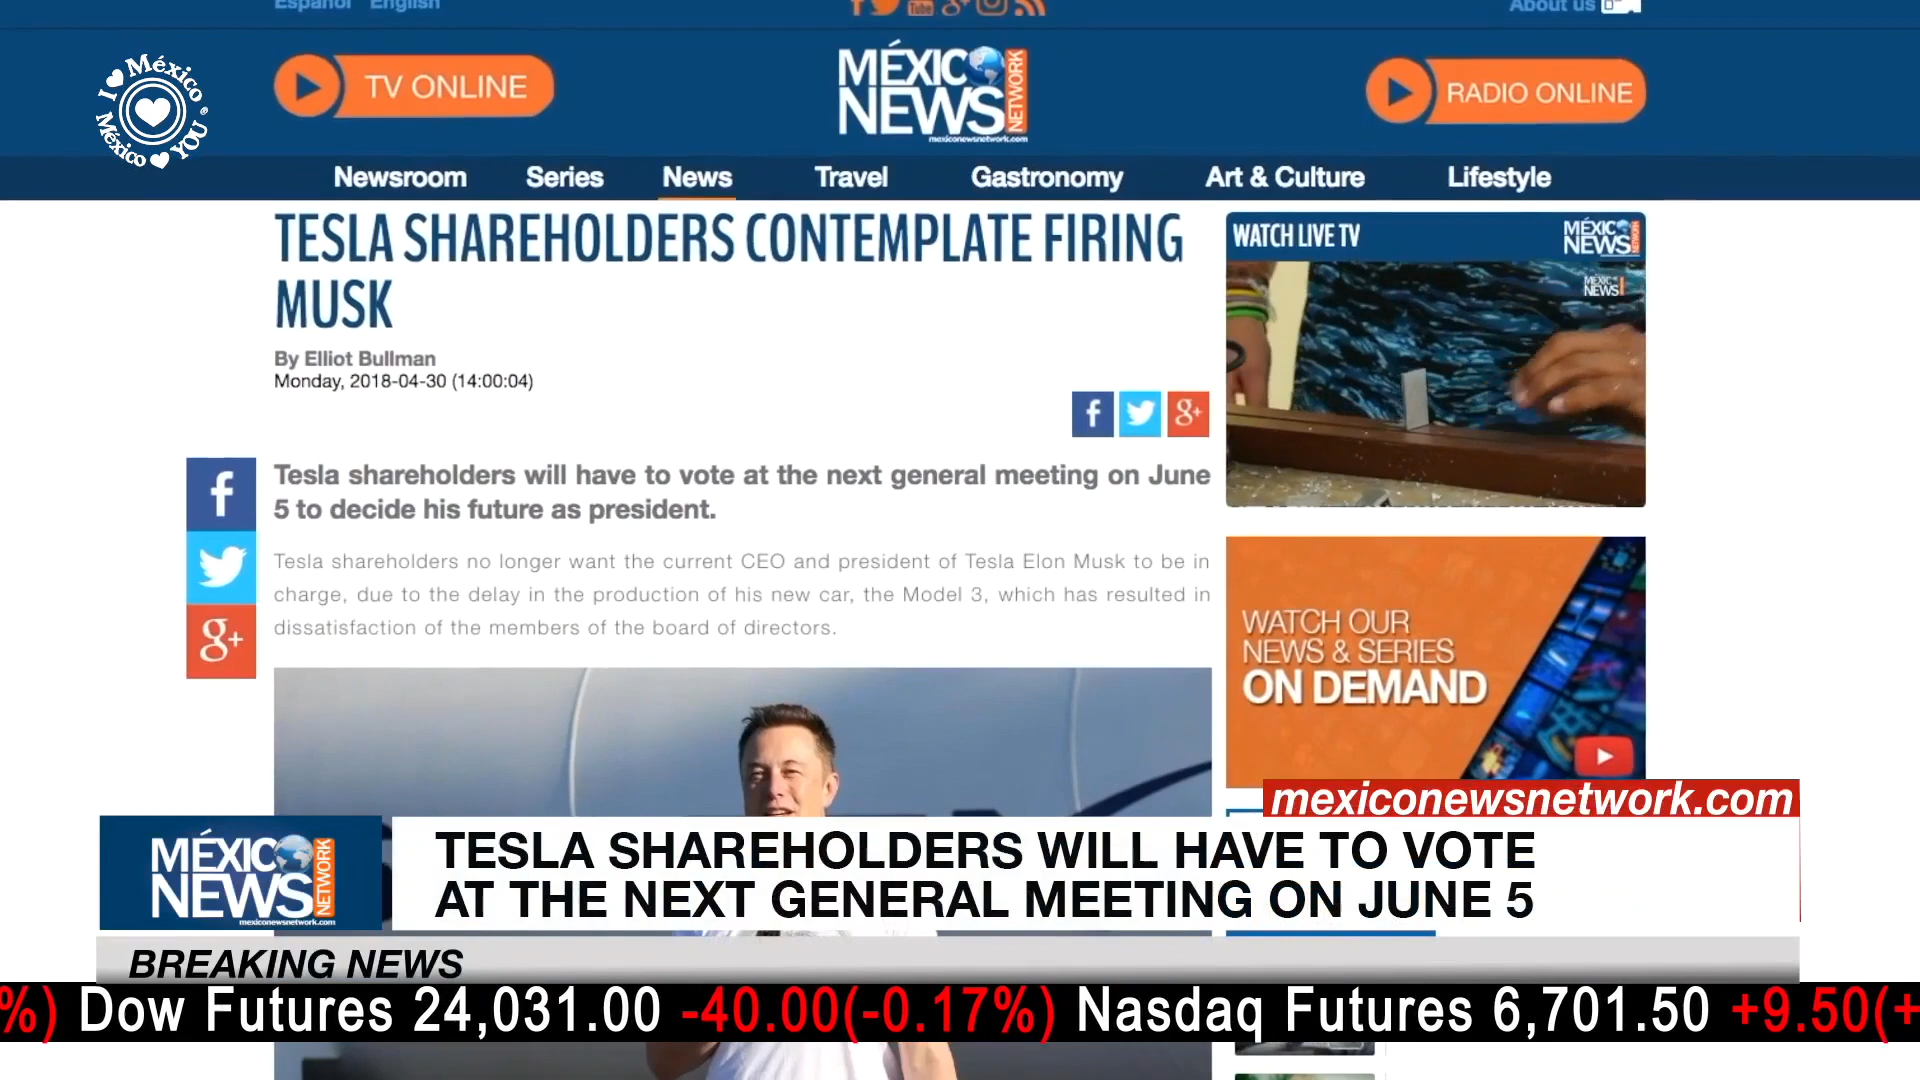 Español English
About us
I México
México YOU
TV ONLINE
MÉXICO
NEWS
NETWORK
mexiconewsnetwork.com
RADIO ONLINE
Newsroom Series News Travel Gastronomy Art & Culture Lifestyle
TESLA SHAREHOLDERS CONTEMPLATE FIRING
MUSK
By Elliot Bullman
Monday, 2018-04-30 (14:00:04)
Tesla shareholders will have to vote at the next general meeting on June
5 to decide his future as president.
Tesla shareholders no longer want the current CEO and president of Tesla Elon Musk to be in
charge, due to the delay in the production of his new car, the Model 3, which has resulted in
dissatisfaction of the members of the board of directors.
WATCH LIVE TV
MÉXICO
NEWS
NETWORK
MÉXICO
NEWS
WATCH OUR
NEWS & SERIES
ON DEMAND
mexiconewsnetwork.com
MÉXICO
NEWS
NETWORK
mexiconewsnetwork.com
TESLA SHAREHOLDERS WILL HAVE TO VOTE
AT THE NEXT GENERAL MEETING ON JUNE 5
BREAKING NEWS
%) Dow Futures 24,031.00 -40.00(-0.17%) Nasdaq Futures 6,701.50 +9.50(+